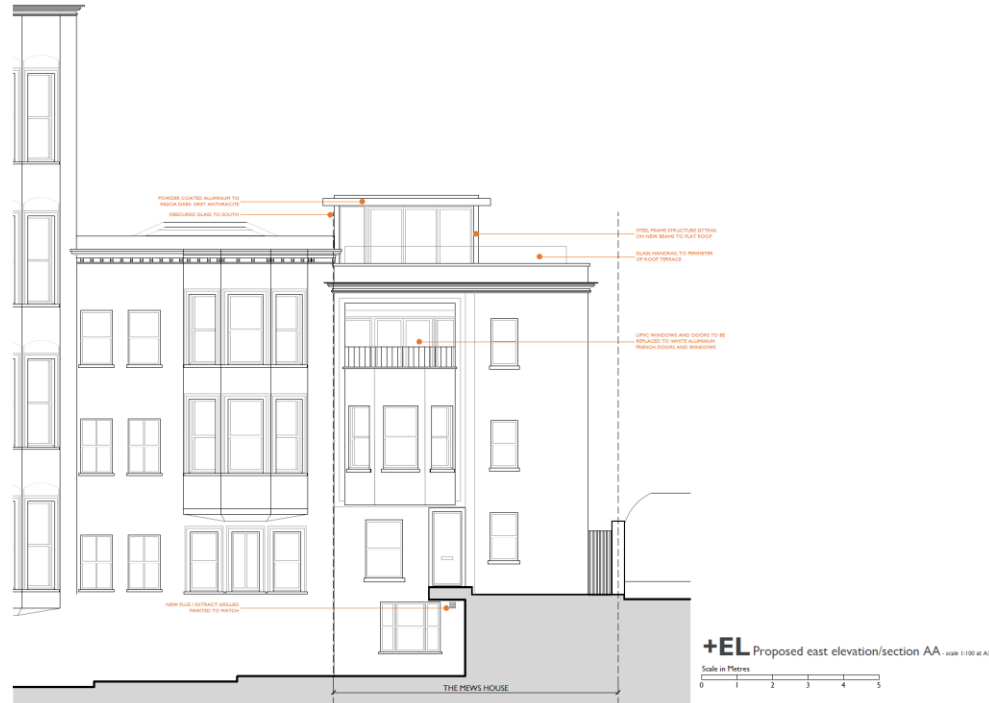 POWDER COATED ALUMINIUM TO
FASCIA DARK GREY ANTHRACITE
OBSCURED GLASS TO SOUTH
STEEL FRAME STRUCTURE SITTING
ON NEW BEAMS TO FLAT ROOF
GLASS HANDRAIL TO PERIMETER
OF ROOF TERRACE
UPVC WINDOWS AND DOORS TO BE
REPLACED TO WHITE ALUMINIUM
FRENCH DOORS AND WINDOWS
NEW FLUE / EXTRACT GRILLED
PAINTED TO MATCH
THE MEWS HOUSE
+EL Proposed east elevation/section AA - scale 1:100 at A3
Scale in Metres
0 1 2 3 4 5